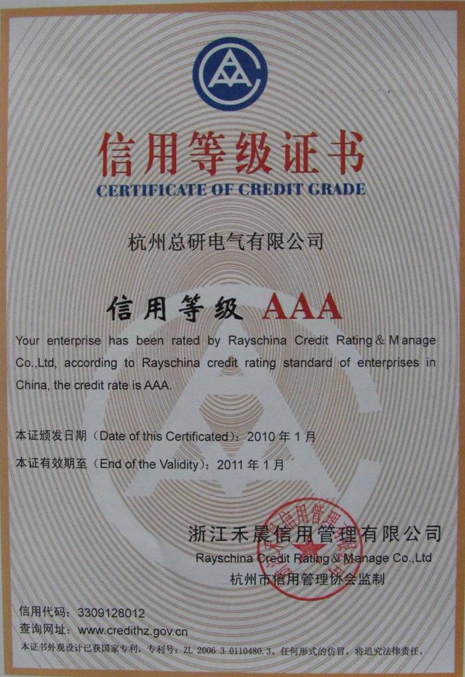 信用等级证书
CERTIFICATE OF CREDIT GRADE
杭州总研电气有限公司
信用等级 AAA
Your enterprise has been rated by Rayschina Credit Rating & Manage
Co.,Ltd, according to Rayschina credit rating standard of enterprises in
China, the credit rate is AAA.
本证颁发日期（Date of this Certificated）：2010 年 1 月
本证有效期至（End of the Validity）：2011 年 1 月
浙江禾晨信用管理有限公司
Rayschina Credit Rating & Manage Co.,Ltd
杭州市信用管理协会监制
信用代码：3309128012
查询网址：www.credithz.gov.cn
本证书外观设计已获国家专利，专利号：ZL 2006 3 0110480.3。任何形式的仿冒，将追究法律责任。